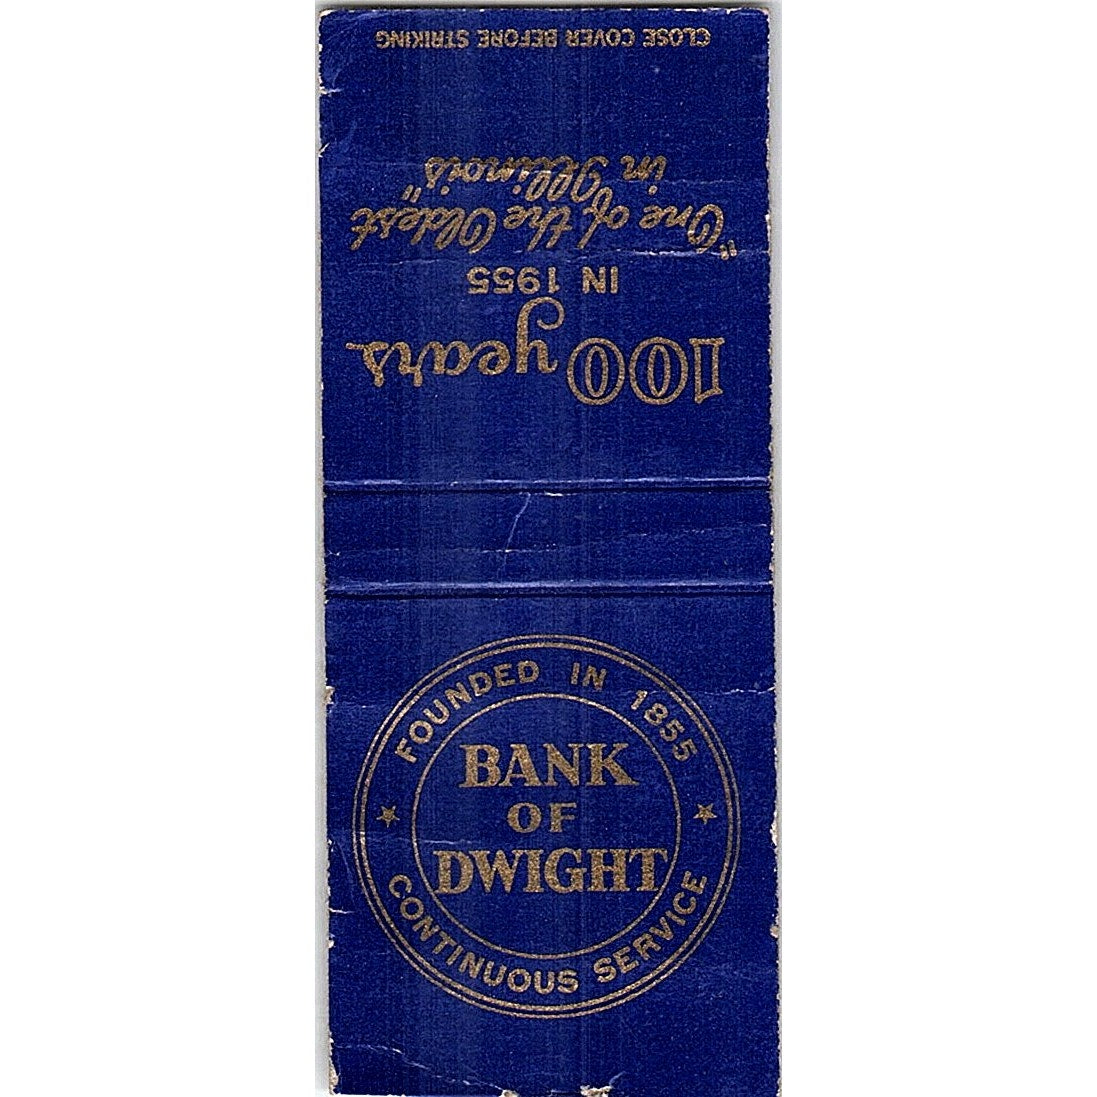 CLOSE COVER BEFORE STRIKING
100 years
IN 1955
"One of the Oldest
in Illinois"
FOUNDED IN 1855
BANK
OF
DWIGHT
CONTINUOUS SERVICE